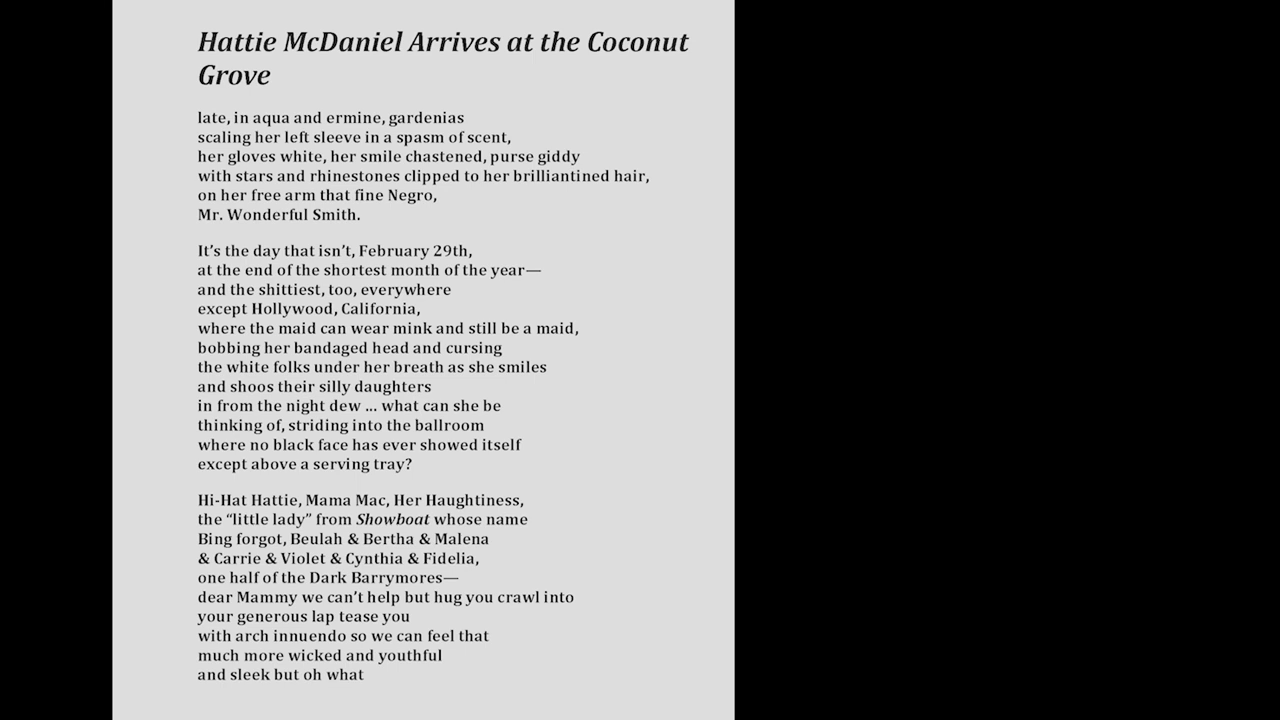 Hattie McDaniel Arrives at the Coconut
Grove
late, in aqua and ermine, gardenias
scaling her left sleeve in a spasm of scent,
her gloves white, her smile chastened, purse giddy
with stars and rhinestones clipped to her brilliantined hair,
on her free arm that fine Negro,
Mr. Wonderful Smith.
It’s the day that isn’t, February 29th,
at the end of the shortest month of the year—
and the shittiest, too, everywhere
except Hollywood, California,
where the maid can wear mink and still be a maid,
bobbing her bandaged head and cursing
the white folks under her breath as she smiles
and shoos their silly daughters
in from the night dew ... what can she be
thinking of, striding into the ballroom
where no black face has ever showed itself
except above a serving tray?
Hi-Hat Hattie, Mama Mac, Her Haughtiness,
the “little lady” from Showboat whose name
Bing forgot, Beulah & Bertha & Malena
& Carrie & Violet & Cynthia & Fidelia,
one half of the Dark Barrymores—
dear Mammy we can’t help but hug you crawl into
your generous lap tease you
with arch innuendo so we can feel that
much more wicked and youthful
and sleek but oh what